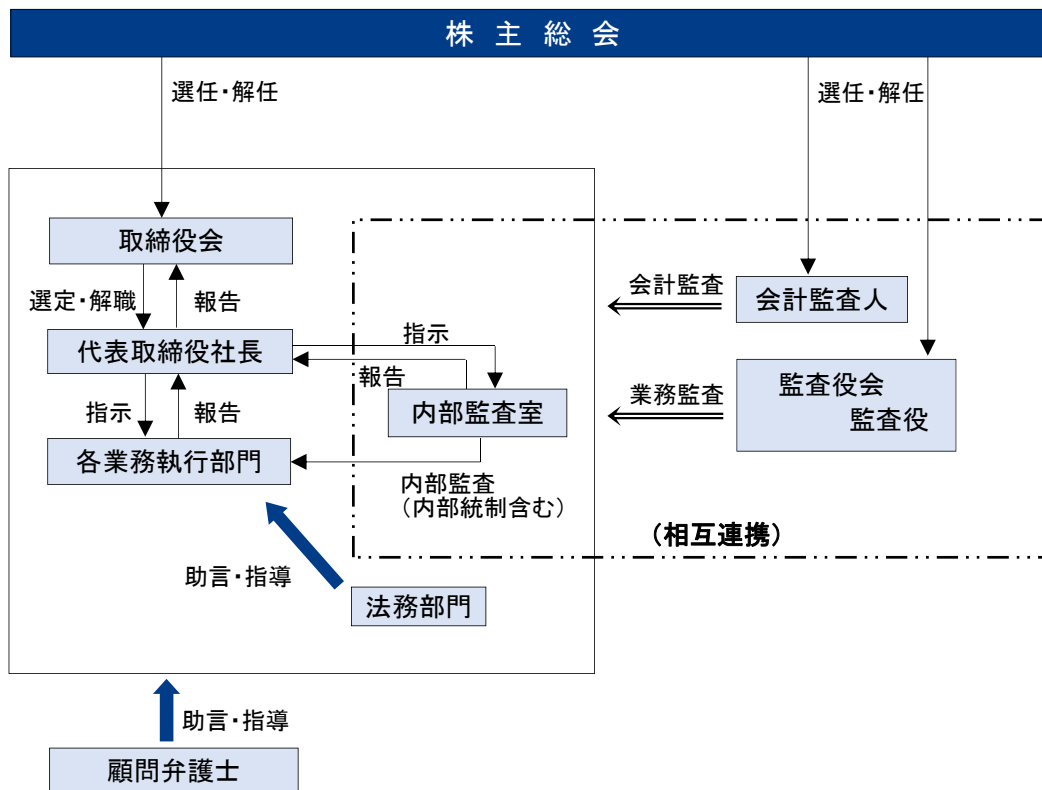 株主総会
選任・解任
選任・解任
取締役会
選定・解職
報告
代表取締役社長
指示
報告
指示
報告
各業務執行部門
内部監査室
内部監査
（内部統制含む）
会計監査
会計監査人
業務監査
監査役会
監査役
（相互連携）
助言・指導
法務部門
助言・指導
顧問弁護士